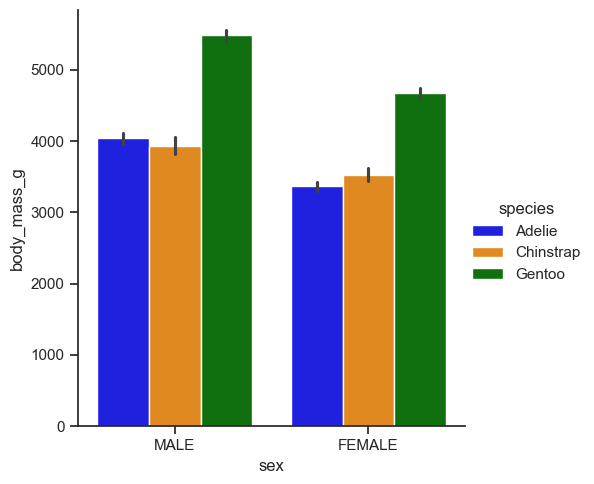 body_mass_g
5000
4000
3000
2000
1000
0
MALE
FEMALE
sex
species
Adelie
Chinstrap
Gentoo